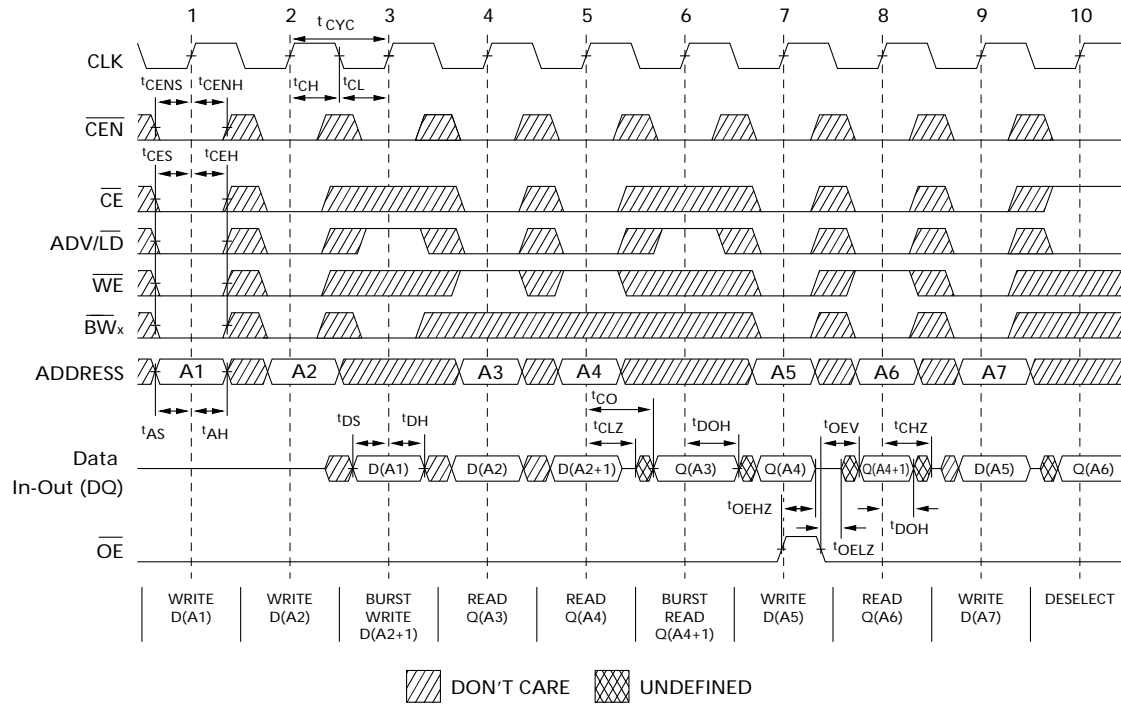 1 2 3 4 5 6 7 8 9 10
tCYC
CLK
tCENS tCENH tCH tCL
CEN
tCES tCEH
CE
ADV/LD
WE
BWx
ADDRESS A1 A2 A3 A4 A5 A6 A7
tCO
tAS tAH tDS tDH tCLZ tDOH tOEV tCHZ
Data
In-Out (DQ)
D(A1) D(A2) D(A2+1) Q(A3) Q(A4) Q(A4+1) D(A5) Q(A6)
tOEHZ tDOH
tOELZ
OE
WRITE
D(A1)
WRITE
D(A2)
BURST
WRITE
D(A2+1)
READ
Q(A3)
READ
Q(A4)
BURST
READ
Q(A4+1)
WRITE
D(A5)
READ
Q(A6)
WRITE
D(A7)
DESELECT
DON'T CARE
UNDEFINED